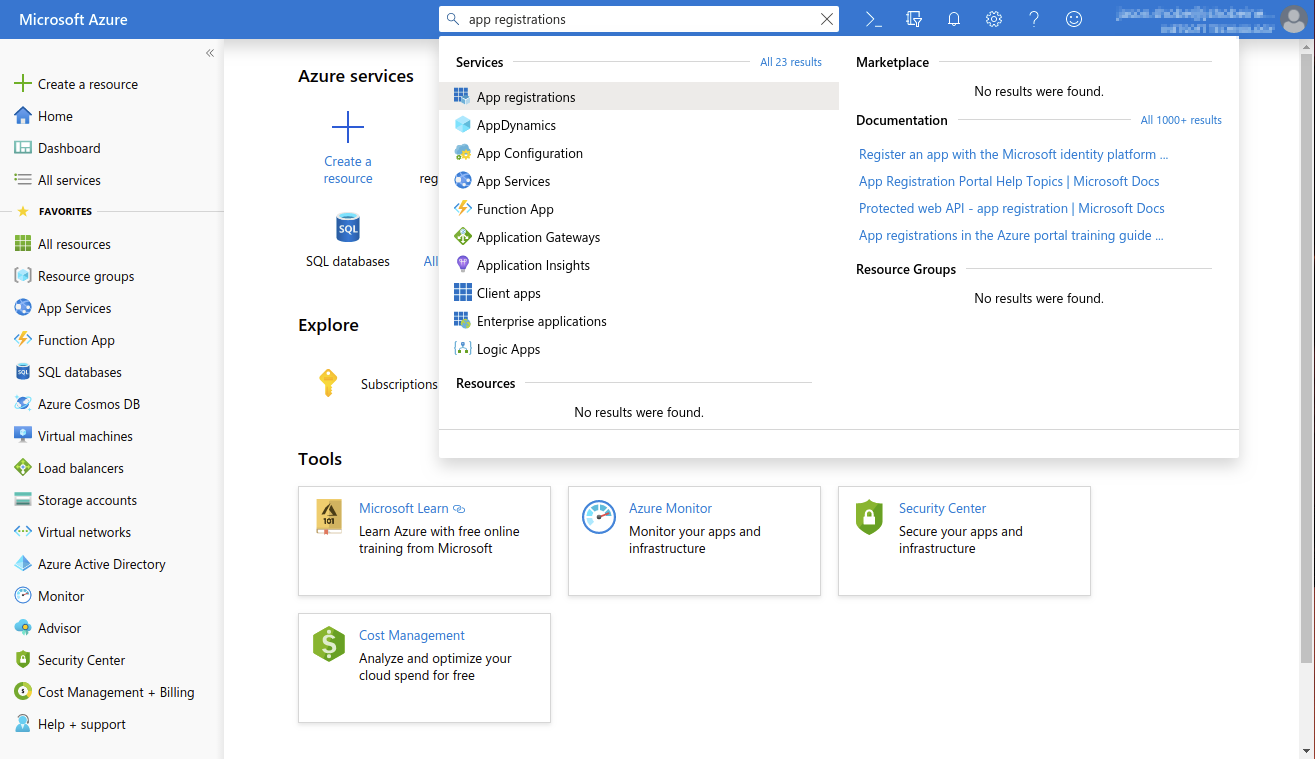 Microsoft Azure
app registrations
Create a resource
Home
Dashboard
All services
FAVORITES
All resources
Resource groups
App Services
Function App
SQL databases
Azure Cosmos DB
Virtual machines
Load balancers
Storage accounts
Virtual networks
Azure Active Directory
Monitor
Advisor
Security Center
Cost Management + Billing
Help + support
Azure services
Create a
resource
reg
SQL
SQL databases
All
Explore
Subscriptions
Services
All 23 results
App registrations
AppDynamics
App Configuration
App Services
Function App
Application Gateways
Application Insights
Client apps
Enterprise applications
Logic Apps
Resources
No results were found.
Marketplace
No results were found.
Documentation
All 1000+ results
Register an app with the Microsoft identity platform ...
App Registration Portal Help Topics | Microsoft Docs
Protected web API - app registration | Microsoft Docs
App registrations in the Azure portal training guide ...
Resource Groups
No results were found.
Tools
101
Microsoft Learn
Learn Azure with free online
training from Microsoft
Azure Monitor
Monitor your apps and
infrastructure
Security Center
Secure your apps and
infrastructure
Cost Management
Analyze and optimize your
cloud spend for free